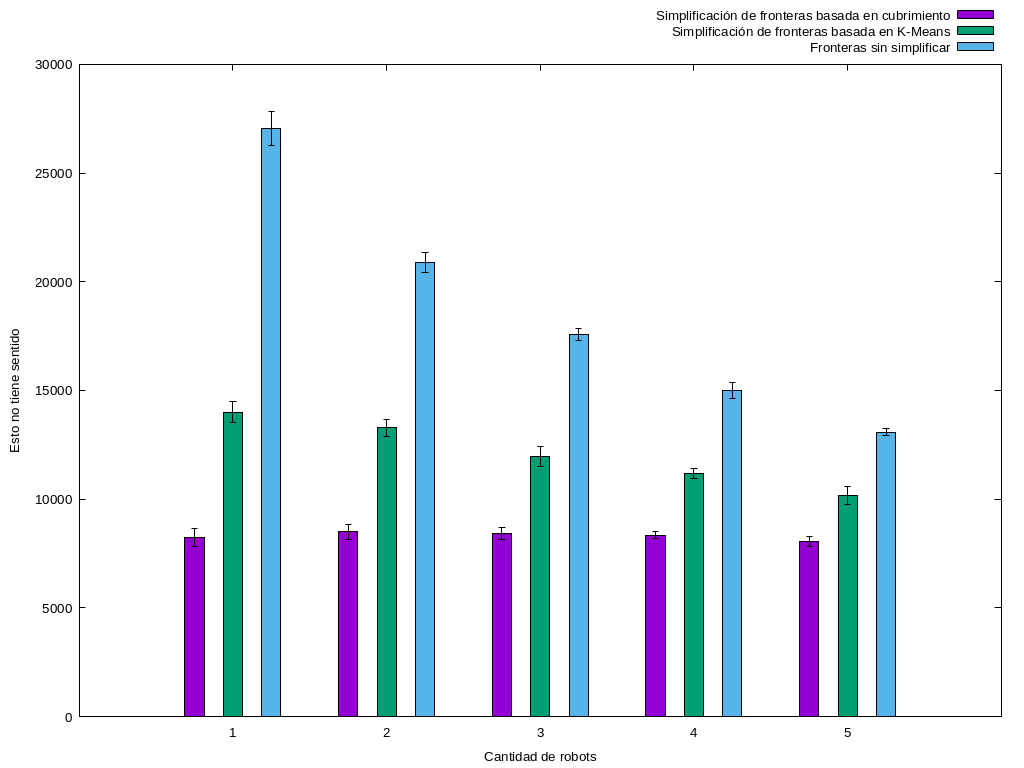 Simplificación de fronteras basada en cubrimiento
Simplificación de fronteras basada en K-Means
Fronteras sin simplificar
30000
25000
20000
15000
10000
5000
0
Esto no tiene sentido
1 2 3 4 5
Cantidad de robots